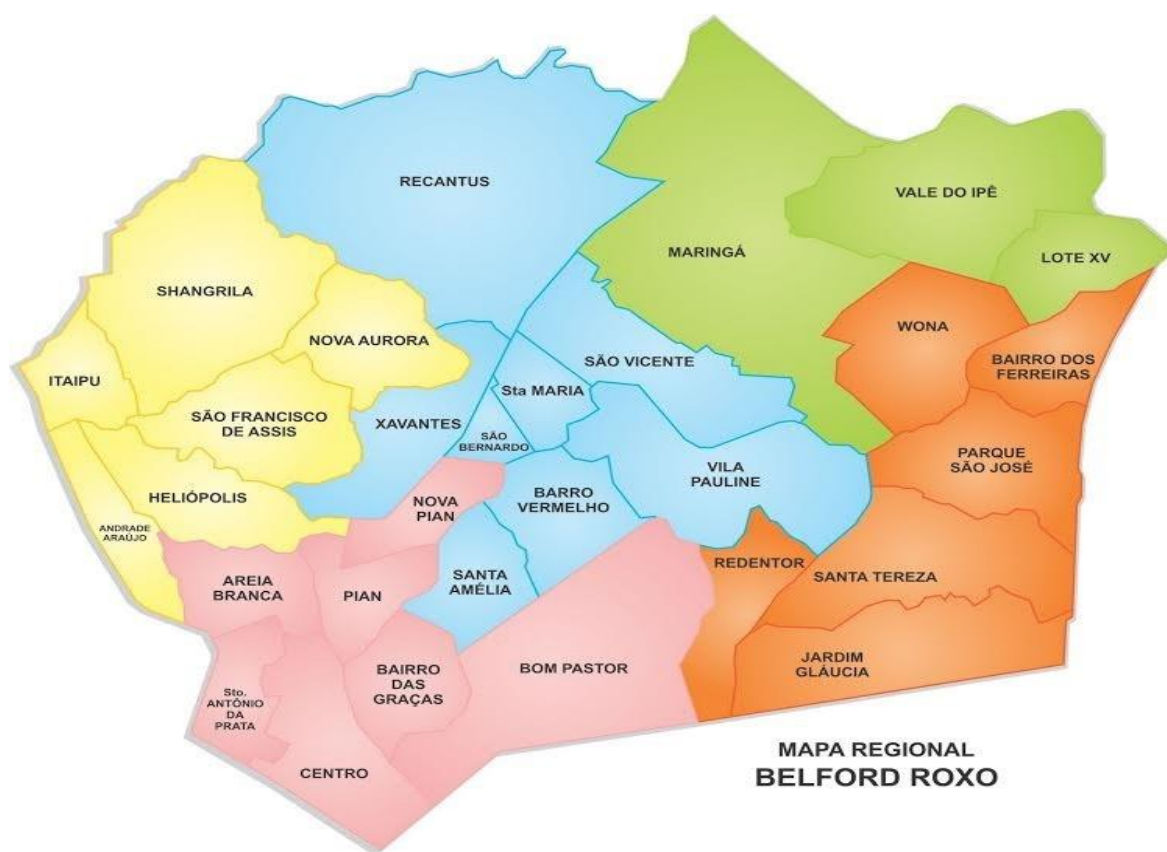 RECANTUS
VALE DO IPÊ
MARINGÁ
LOTE XV
SHANGRILA
NOVA AURORA
WONA
SÃO VICENTE
BAIRRO DOS
FERREIRAS
ITAIPU
Sta MARIA
SÃO FRANCISCO
DE ASSIS
XAVANTES
SÃO
BERNARDO
PARQUE
SÃO JOSÉ
VILA
PAULINE
HELIÓPOLIS
NOVA
PIAN
BARRO
VERMELHO
ANDRADE
ARAÚJO
REDENTOR
SANTA TEREZA
AREIA
BRANCA
PIAN
SANTA
AMÉLIA
JARDIM
GLÁUCIA
BOM PASTOR
BAIRRO
DAS
GRAÇAS
Sto.
ANTÔNIO
DA
PRATA
CENTRO
MAPA REGIONAL
BELFORD ROXO